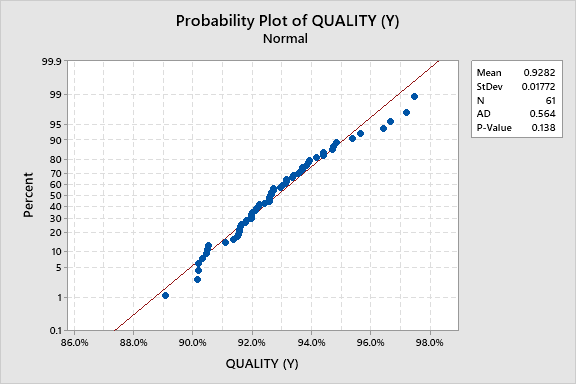 Probability Plot of QUALITY (Y)
Normal
99.9
99
95
90
80
70
60
50
40
30
20
10
5
1
0.1
Percent
86.0%
88.0%
90.0%
92.0%
94.0%
96.0%
98.0%
QUALITY (Y)
Mean 0.9282
StDev 0.01772
N 61
AD 0.564
P-Value 0.138